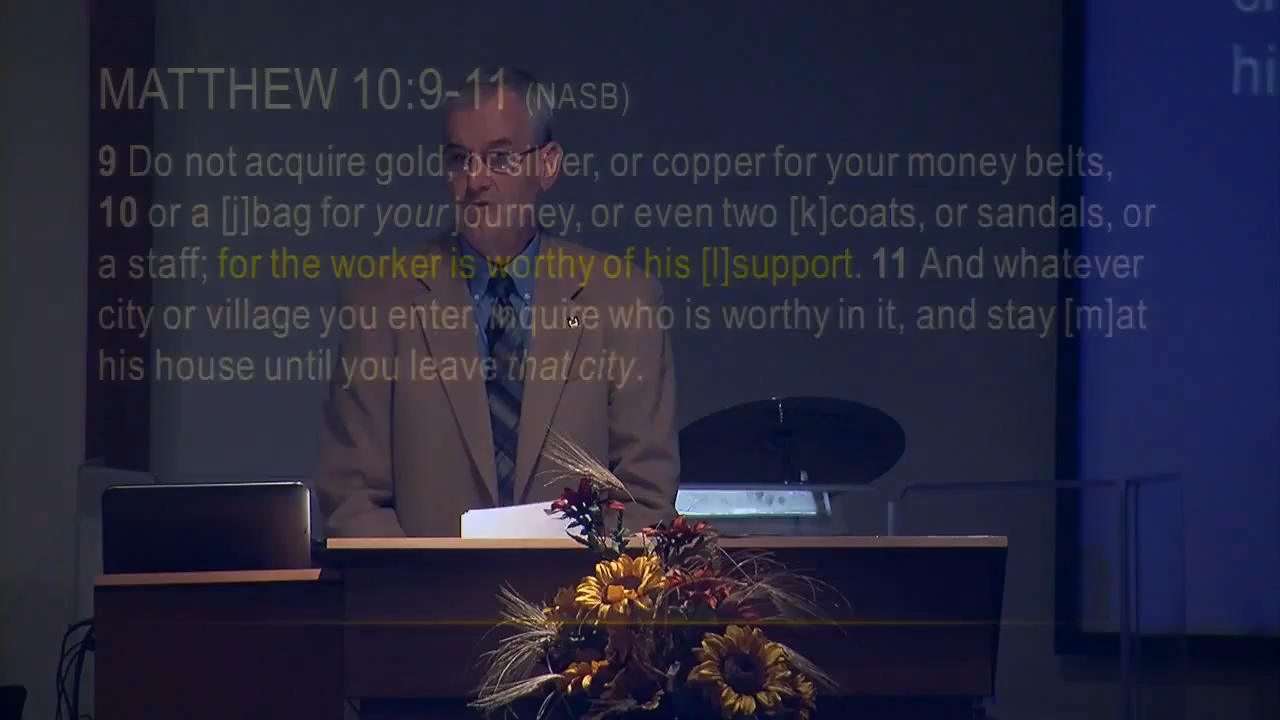 MATTHEW 10:9-11 (NASB)
9 Do not acquire gold, or silver, or copper for your money belts,
10 or a [j]bag for your journey, or even two [k]coats, or sandals, or
a staff; for the worker is worthy of his [l]support. 11 And whatever
city or village you enter, inquire who is worthy in it, and stay [m]at
his house until you leave that city.
hi